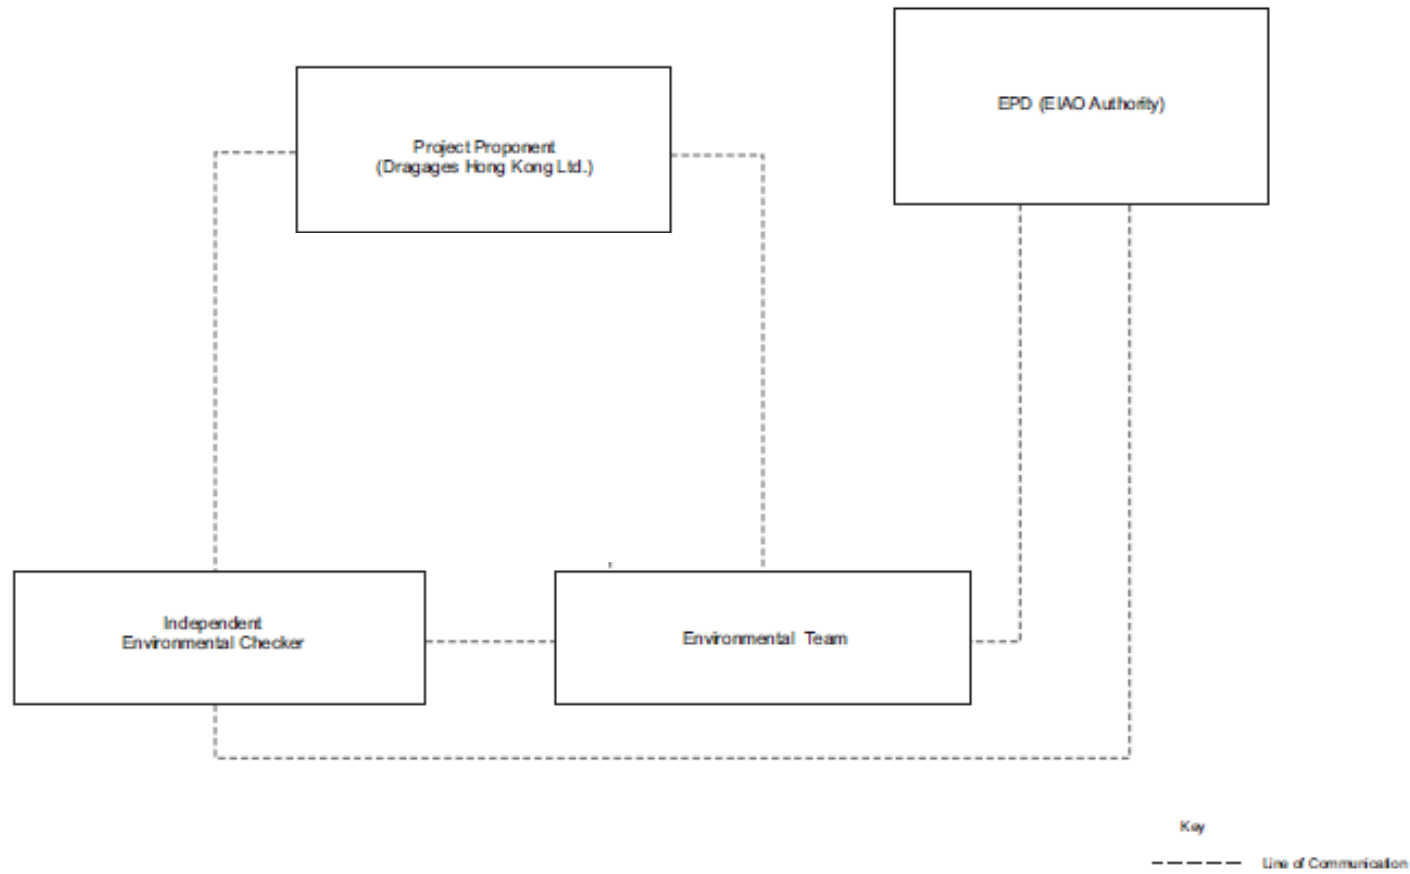 EPD (EIAO Authority)
Project Proponent
(Dragages Hong Kong Ltd.)
Independent
Environmental Checker
Environmental Team
Key
Line of Communication